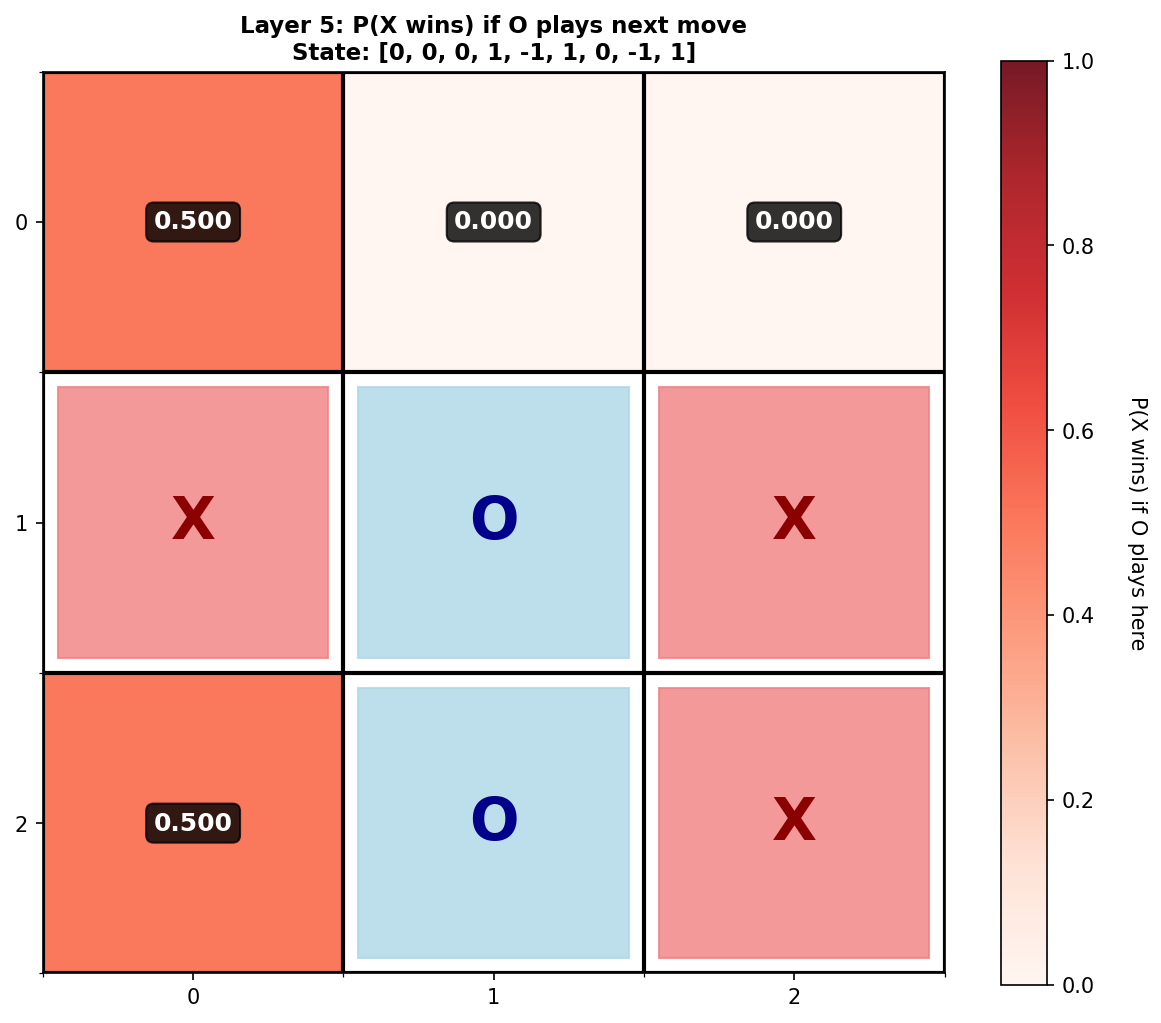 Layer 5: P(X wins) if O plays next move
State: [0, 0, 0, 1, -1, 1, 0, -1, 1]
0
0.500
0.000
0.000
1
X
O
X
2
0.500
O
X
0
1
2
1.0
0.8
0.6
0.4
0.2
0.0
P(X wins) if O plays here